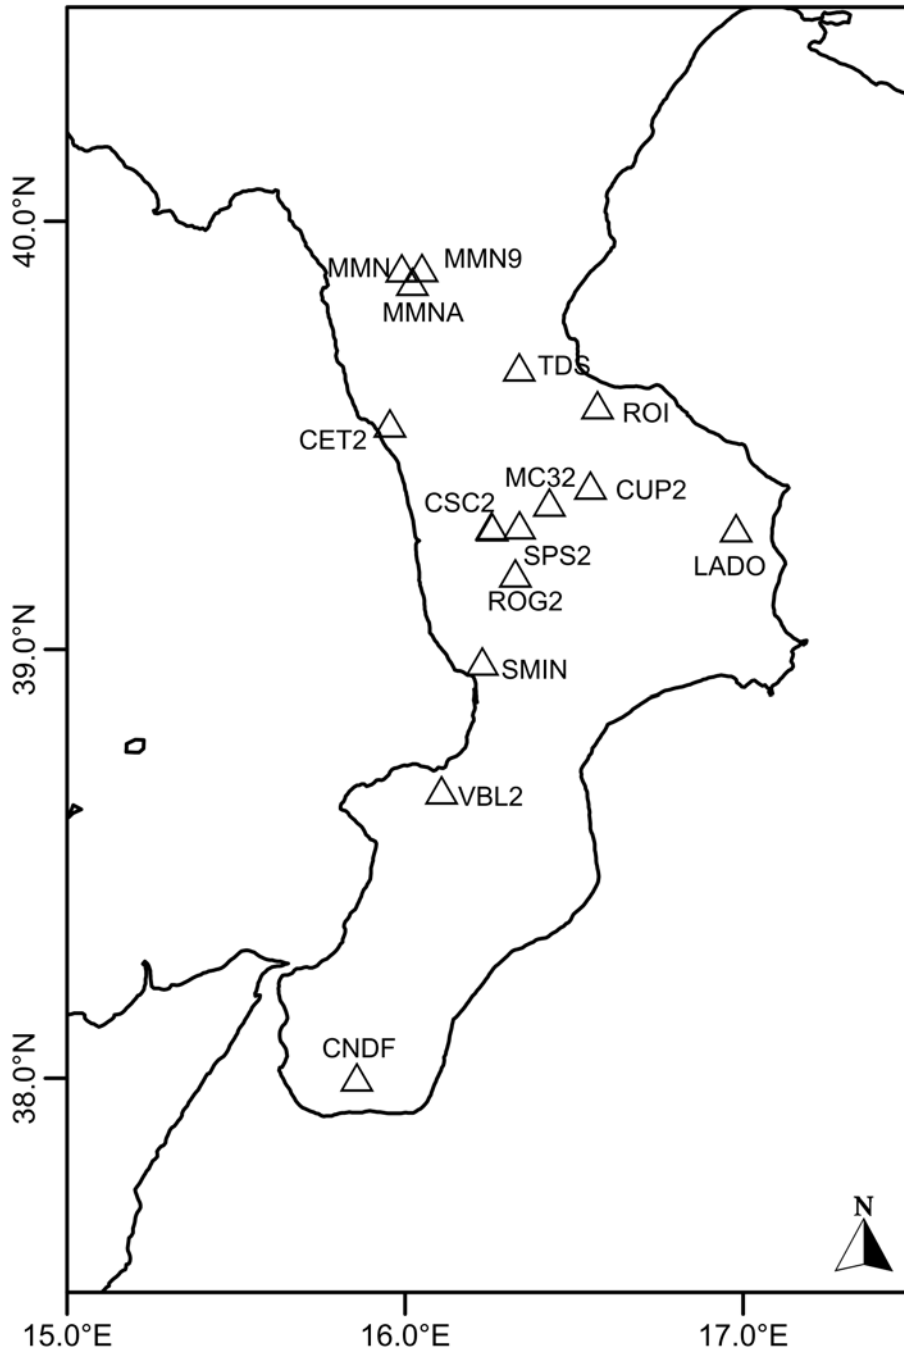 40.0°N
MMN
MMN9
MMNA
TDS
ROI
CET2
MC32
CUP2
CSC2
SPS2
LADO
ROG2
39.0°N
SMIN
VBL2
CNDF
38.0°N
N
15.0°E
16.0°E
17.0°E